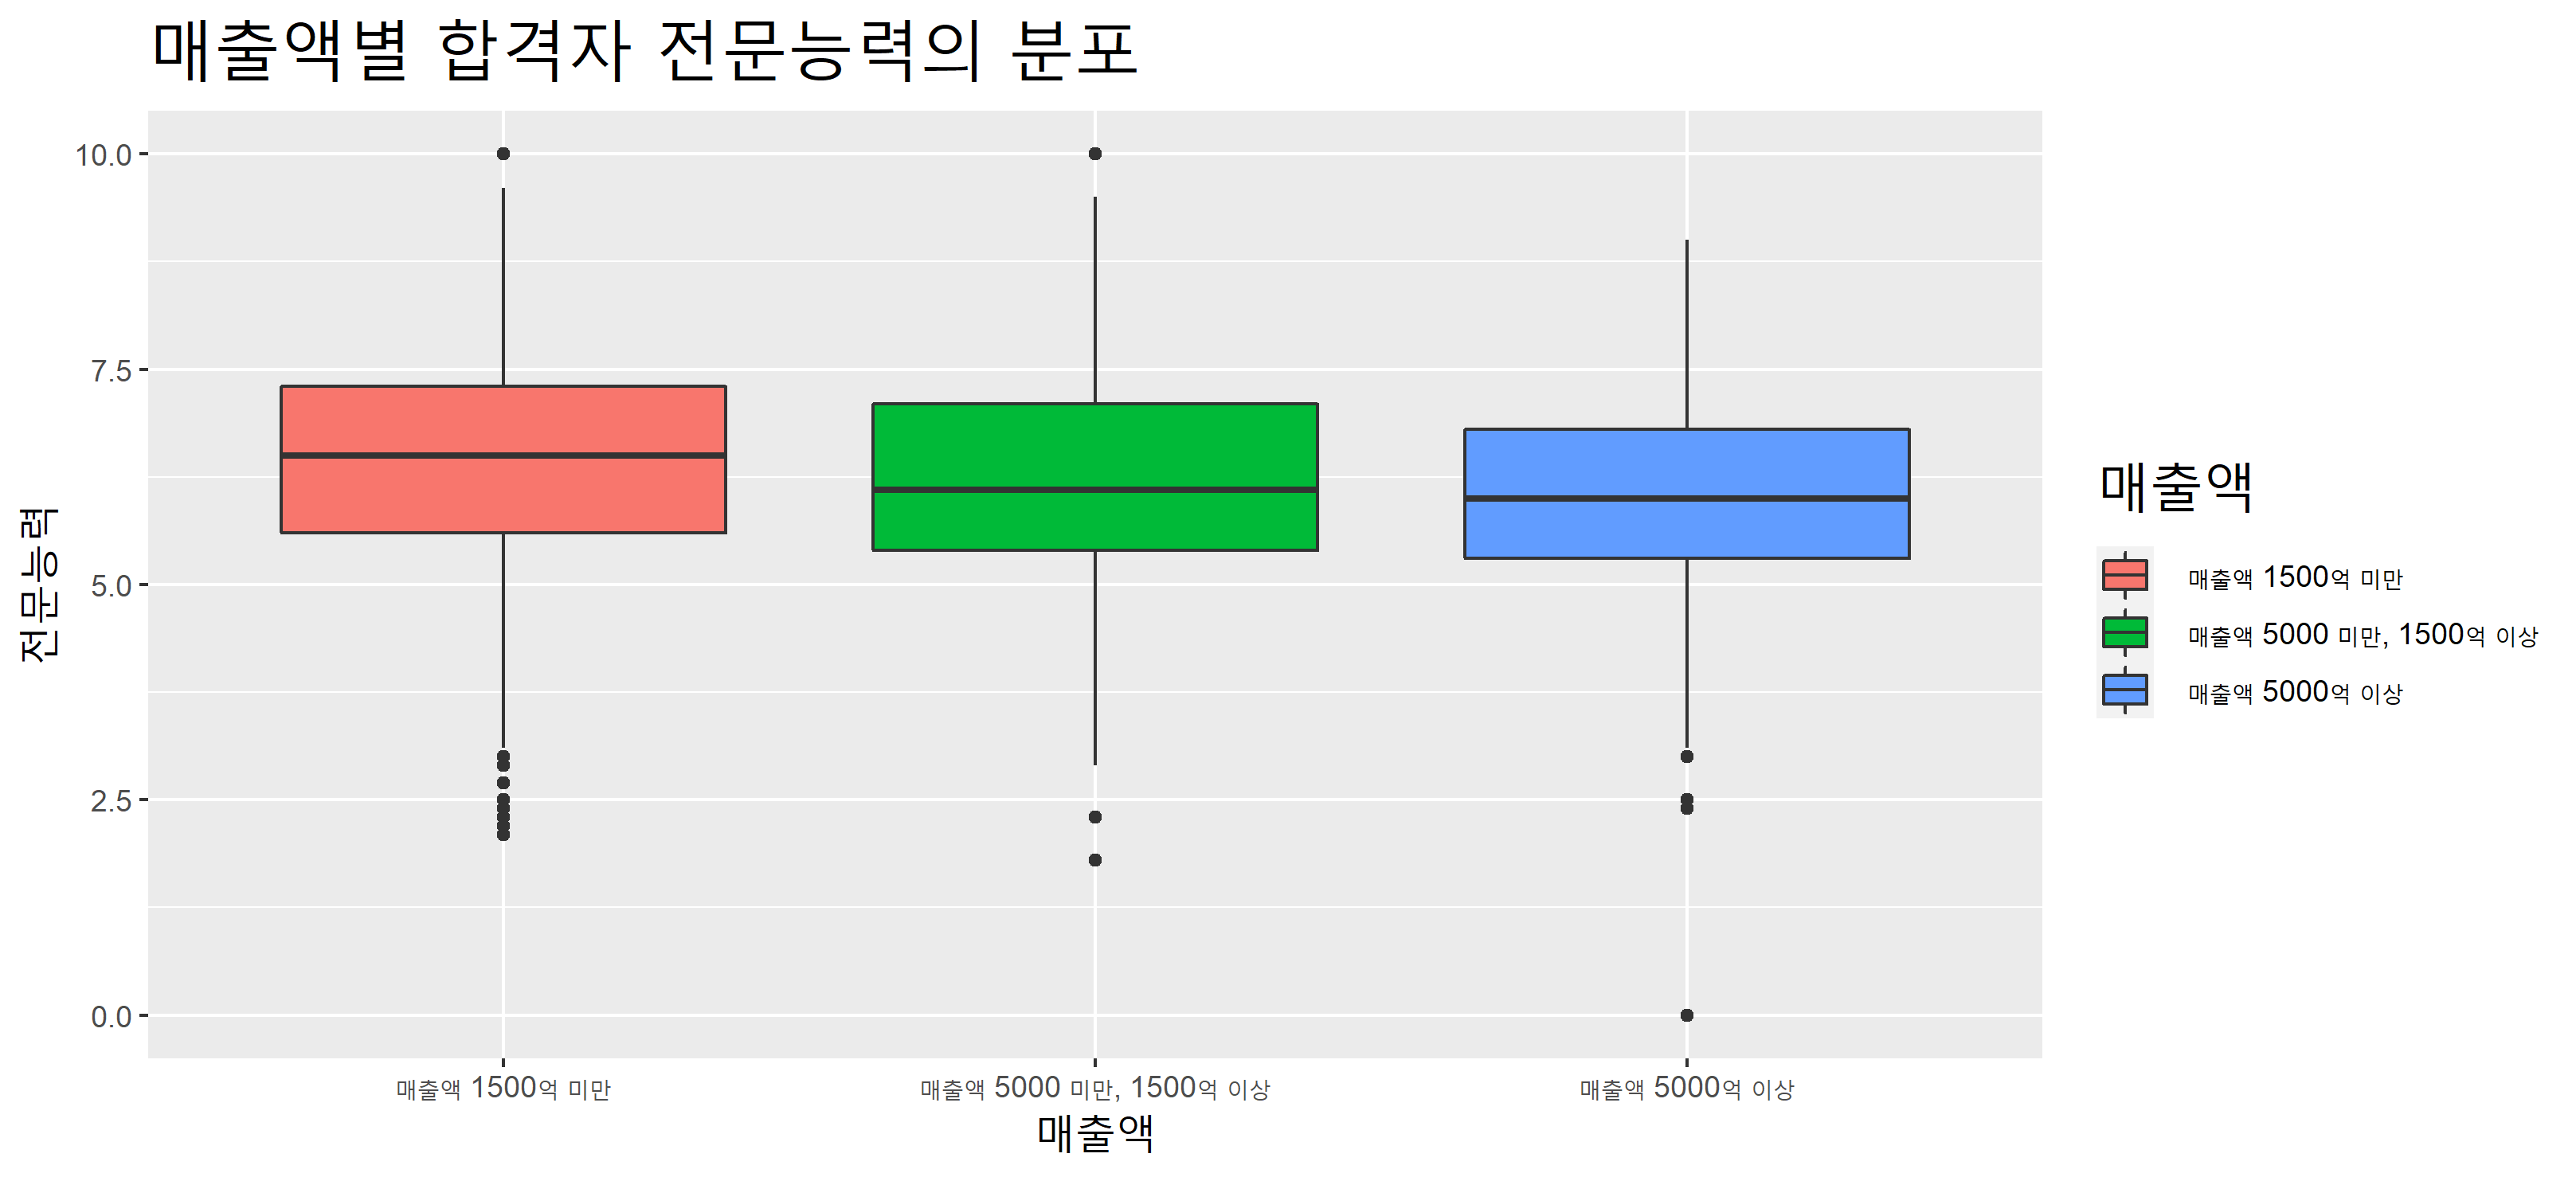 매출액별 합격자 전문능력의 분포
전문능력
10.0
7.5
5.0
2.5
0.0
매출액 1500억 미만
매출액 5000 미만, 1500억 이상
매출액 5000억 이상
매출액
매출액
매출액 1500억 미만
매출액 5000 미만, 1500억 이상
매출액 5000억 이상